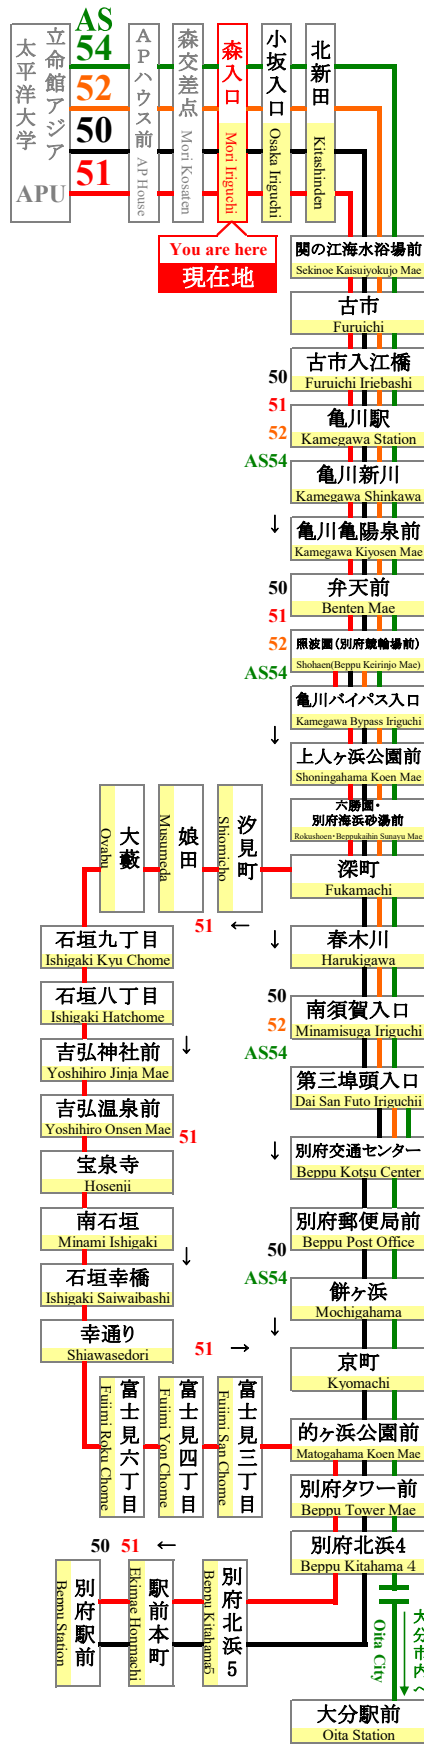 AS
54
52
50
51
立命館アジア
太平洋大学
APU
APハウス前
AP House
森交差点
Mori Kosaten
森入口
Mori Iriguchi
小坂入口
Osaka Iriguchi
北新田
Kitashinden
You are here
現在地
関の江海水浴場前
Sekinoe Kaisuiyokujo Mae
古市
Furuichi
古市入江橋
Furuichi Iriebashi
50
51
52
AS54
亀川駅
Kamegawa Station
亀川新川
Kamegawa Shinkawa
↓
亀川亀陽泉前
Kamegawa Kiyosen Mae
弁天前
Benten Mae
50
51
52
AS54
照波園(別府競輪場前)
Shohaen(Beppu Keirinjo Mae)
亀川バイパス入口
Kamegawa Bypass Iriguchi
↓
上人ヶ浜公園前
Shoningahama Koen Mae
六勝園・
別府海浜砂湯前
Rokushoen・Beppukaihin Sunayu Mae
深町
Fukamachi
汐見町
Shiomicho
娘田
Musumeda
大藪
Oyabu
51 ←
石垣九丁目
Ishigaki Kyu Chome
石垣八丁目
Ishigaki Hatchome
吉弘神社前
Yoshihiro Jinja Mae
↓
吉弘温泉前
Yoshihiro Onsen Mae
51
宝泉寺
Hosenji
南石垣
Minami Ishigaki
↓
石垣幸橋
Ishigaki Saiwaibashi
幸通り
Shiawasedori
51 →
富士見六丁目
Fujimi Roku Chome
富士見四丁目
Fujimi Yon Chome
富士見三丁目
Fujimi San Chome
↓
春木川
Harukigawa
50
52
AS54
南須賀入口
Minamisuga Iriguchi
第三埠頭入口
Dai San Futo Iriguchii
↓
別府交通センター
Beppu Kotsu Center
別府郵便局前
Beppu Post Office
50
AS54
餅ヶ浜
Mochigahama
↓
京町
Kyomachi
的ヶ浜公園前
Matogahama Koen Mae
別府タワー前
Beppu Tower Mae
別府北浜4
Beppu Kitahama 4
50 51 ←
別府北浜5
Beppu Kitahama5
駅前本町
Ekimae Honmachi
別府駅前
Beppu Station
大分市内へ
Oita City
大分駅前
Oita Station